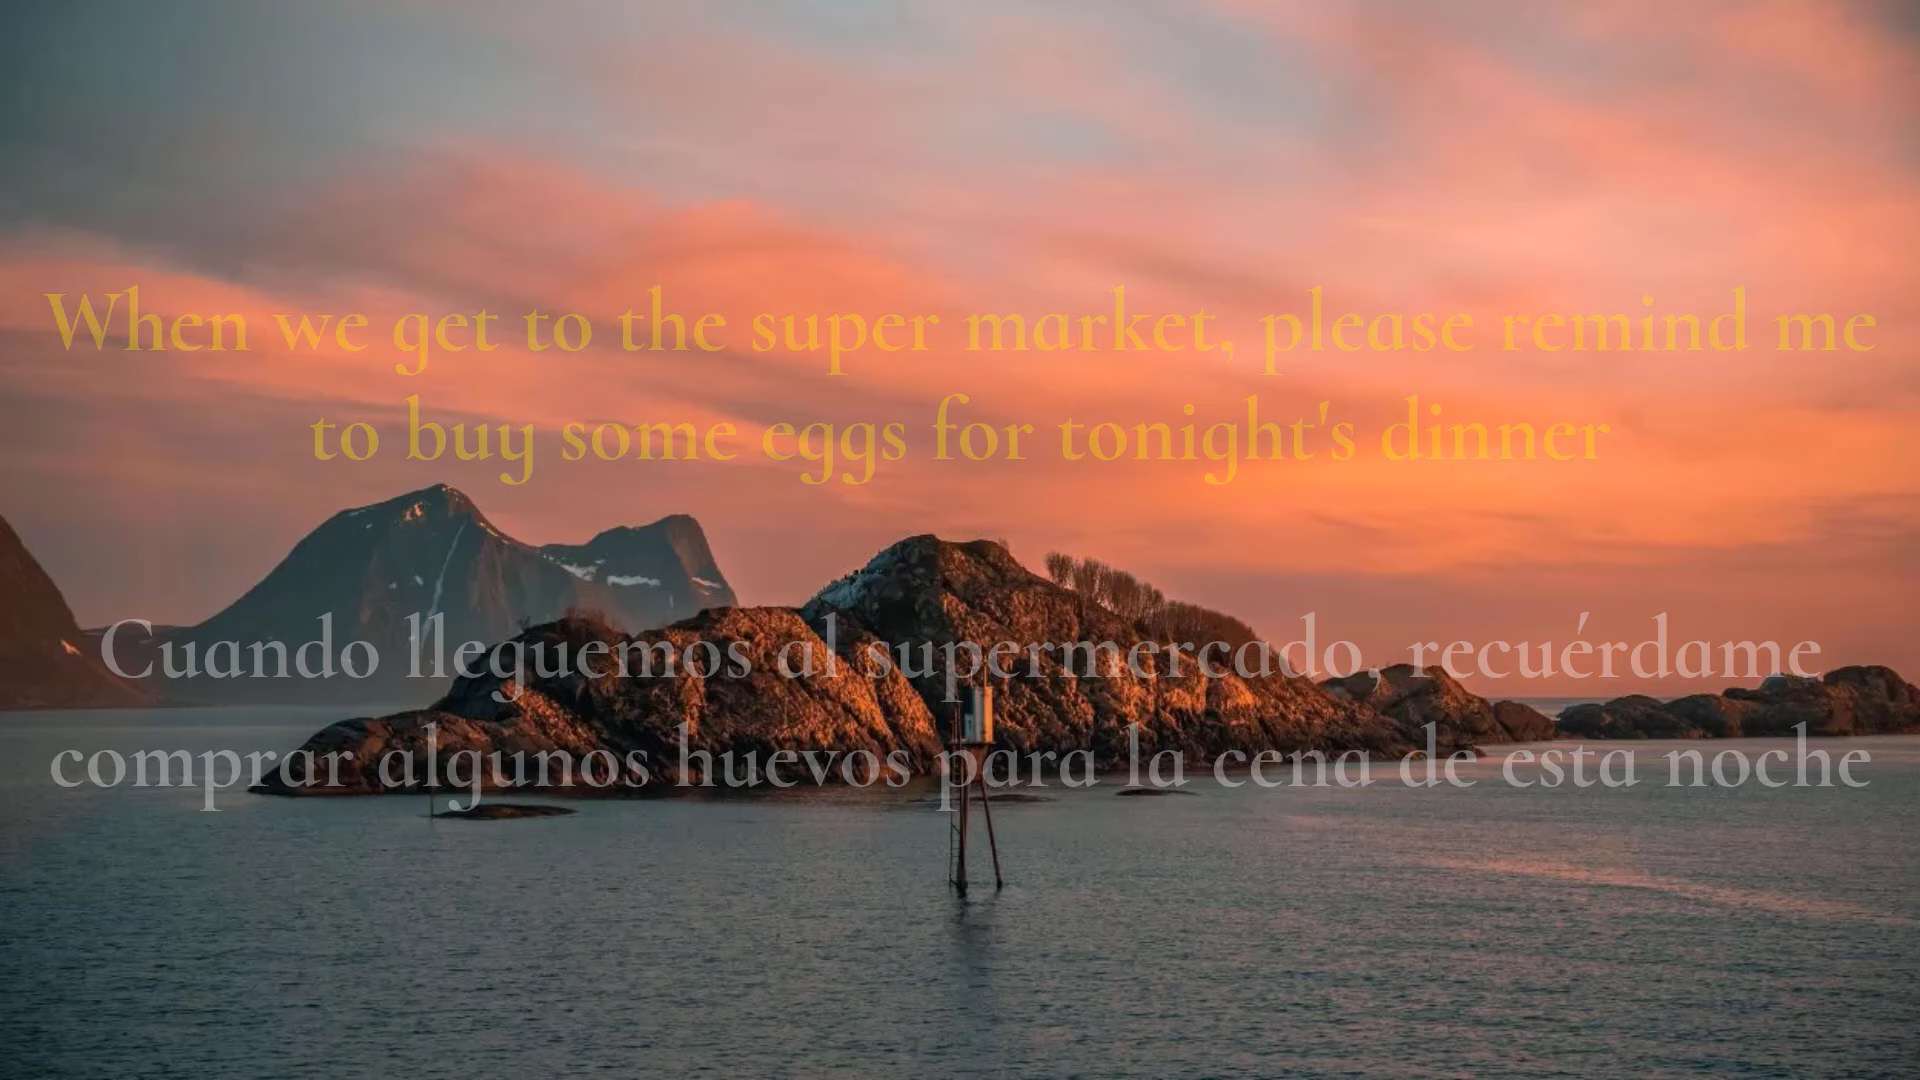 When we get to the super market, please remind me
to buy some eggs for tonight's dinner
Cuando lleguemos al supermercado, recuérdame
comprar algunos huevos para la cena de esta noche